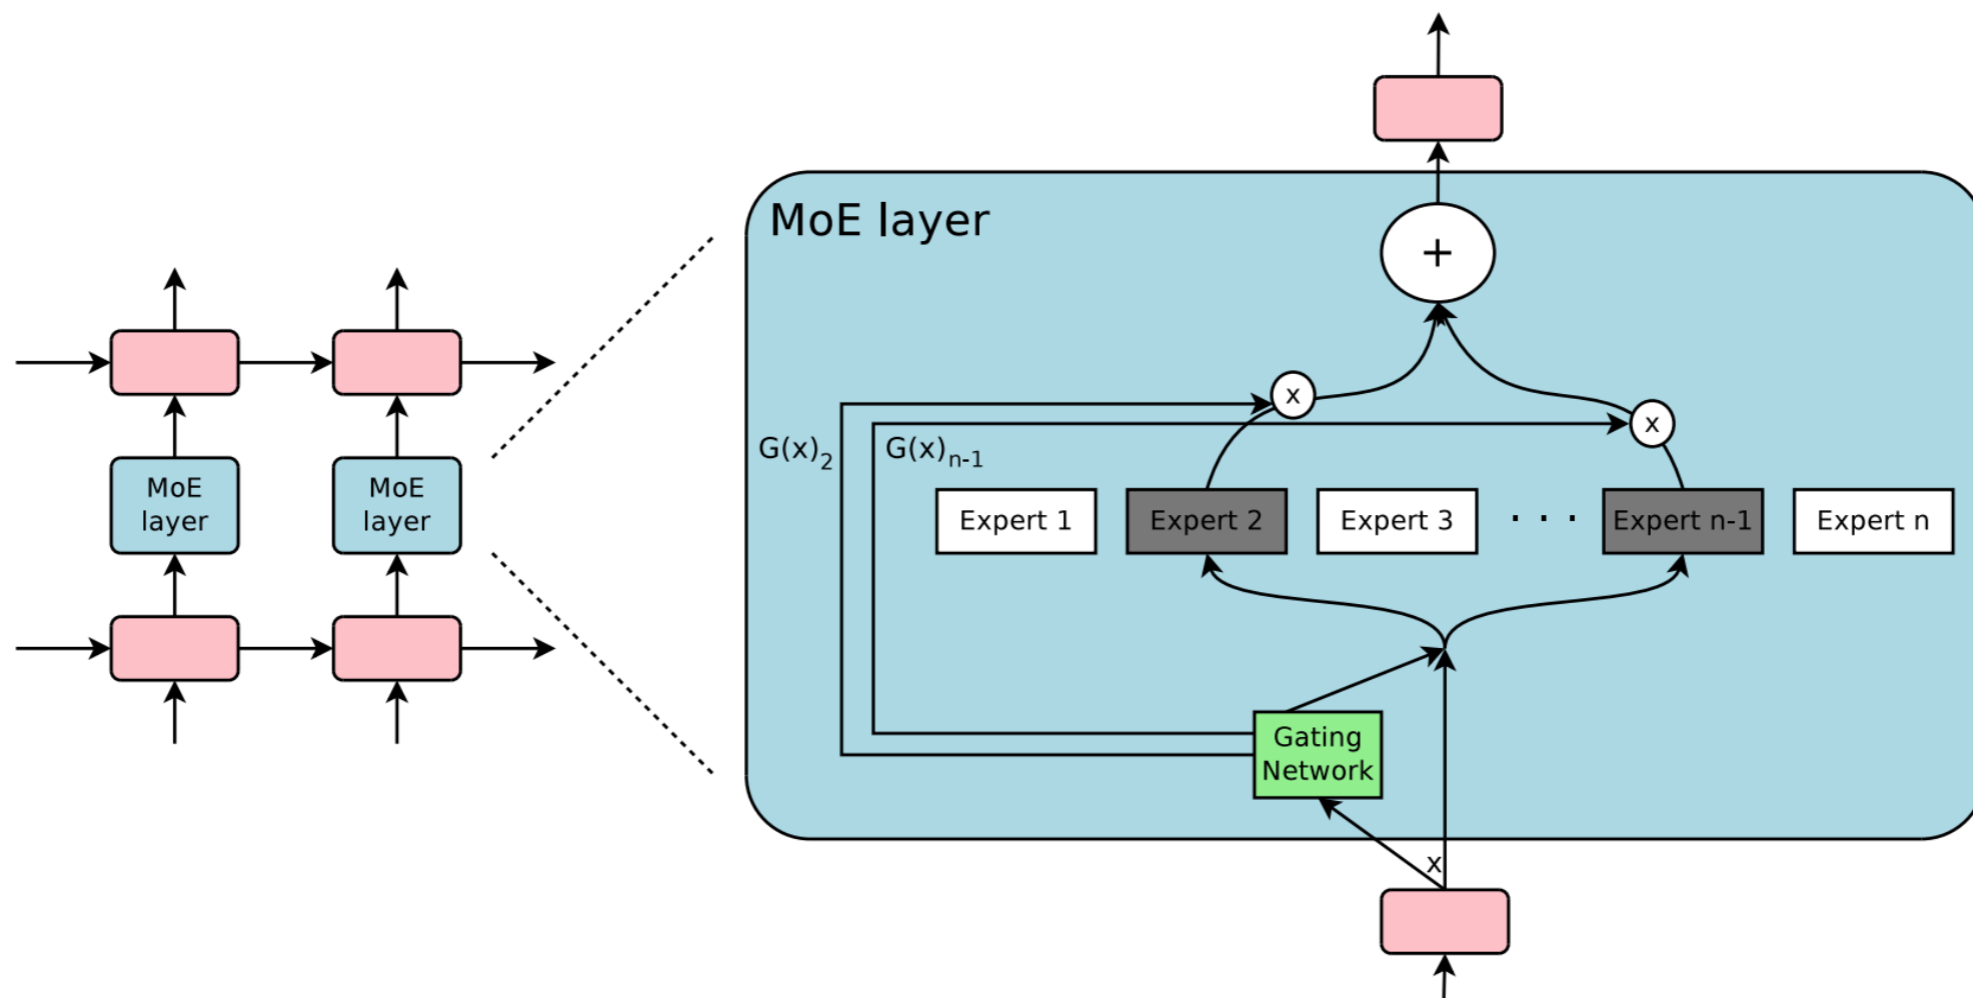 MoE layer
+
x
x
G(x)2
G(x)n-1
MoE
layer
MoE
layer
Expert 1
Expert 2
Expert 3
. . .
Expert n-1
Expert n
Gating
Network
x